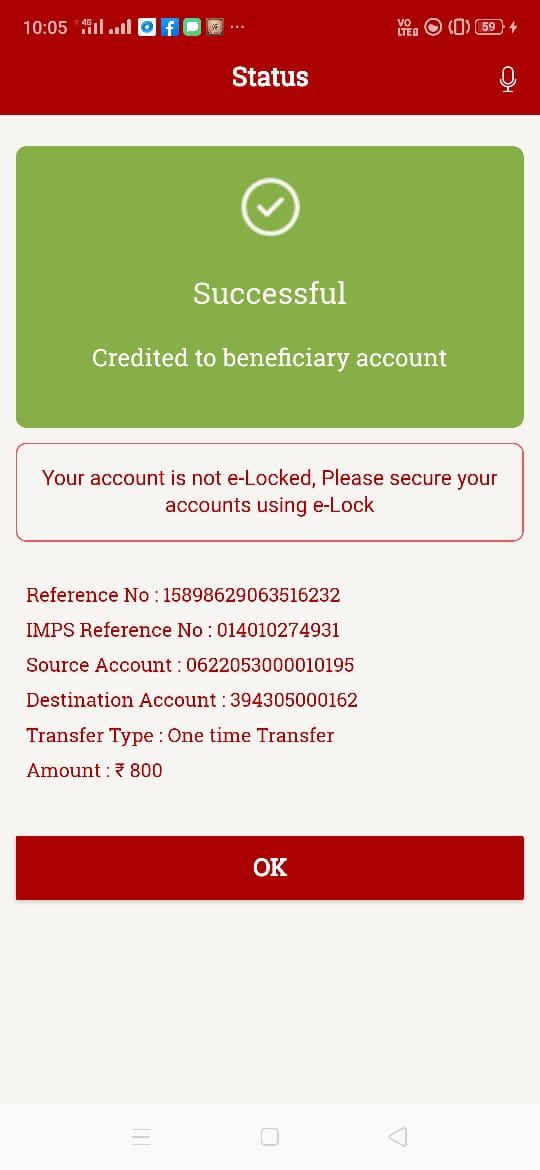 10:05
4G
VO
LTE
59
Status
Successful
Credited to beneficiary account
Your account is not e-Locked, Please secure your
accounts using e-Lock
Reference No : 15898629063516232
IMPS Reference No : 014010274931
Source Account : 0622053000010195
Destination Account : 394305000162
Transfer Type : One time Transfer
Amount : ₹ 800
OK